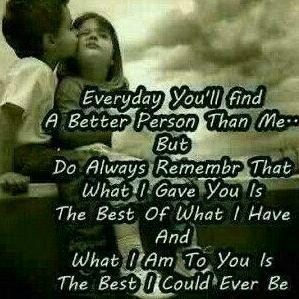 Everyday You'll find
A Better Person Than Me..
But
Do Always Remembr That
What I Gave You Is
The Best Of What I Have
And
What I Am To You Is
The Best I Could Ever Be